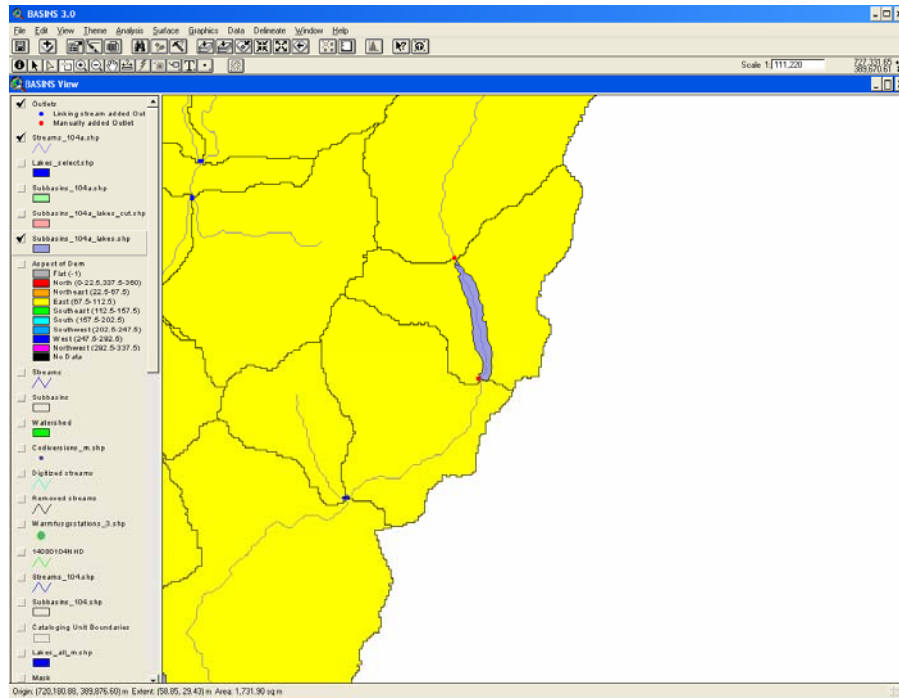 BASINS 3.0
File Edit View Theme Analysis Surface Graphics Data Delineate Window Help
Scale 1: 111,220
727,331.65
389,670.61
BASINS View
Outlets
Linking stream added Out
Manually added Outlet
Streams_104a.shp
Lakes_select.shp
Subbasins_104a.shp
Subbasins_104a_lakes_cut.shp
Subbasins_104a_lakes.shp
Aspect of Dem
Flat (-1)
North (0-22.5,337.5-360)
Northeast (22.5-67.5)
East (67.5-112.5)
Southeast (112.5-157.5)
South (157.5-202.5)
Southwest (202.5-247.5)
West (247.5-292.5)
Northwest (292.5-337.5)
No Data
Streams
Subbasins
Watershed
Codiversions_m.shp
Digitized streams
Removed streams
14080104NHD
Streams_104.shp
Subbasins_104.shp
Cataloging Unit Boundaries
Lakes_all_m.shp
Mask
Origin: (720,180.88, 389,876.60) m Extent: (58.85, 29.43) m Area: 1,731.90 sq m